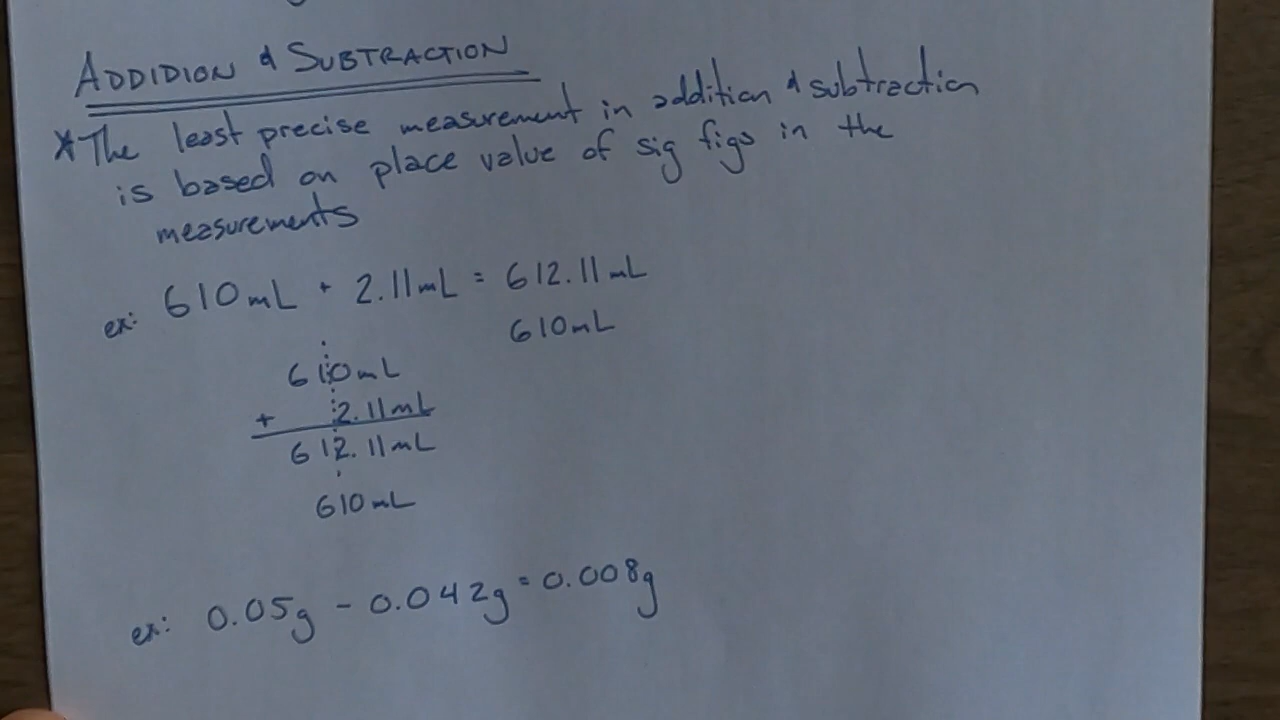 ADDIDION & SUBTRACTION
*The least precise measurement in addition & subtraction
is based on place value of sig figs in the
measurements
ex: 610mL + 2.11mL = 612.11mL
610mL
610mL
+ 2.11mL
612.11mL
610mL
ex: 0.05g - 0.042g = 0.008g